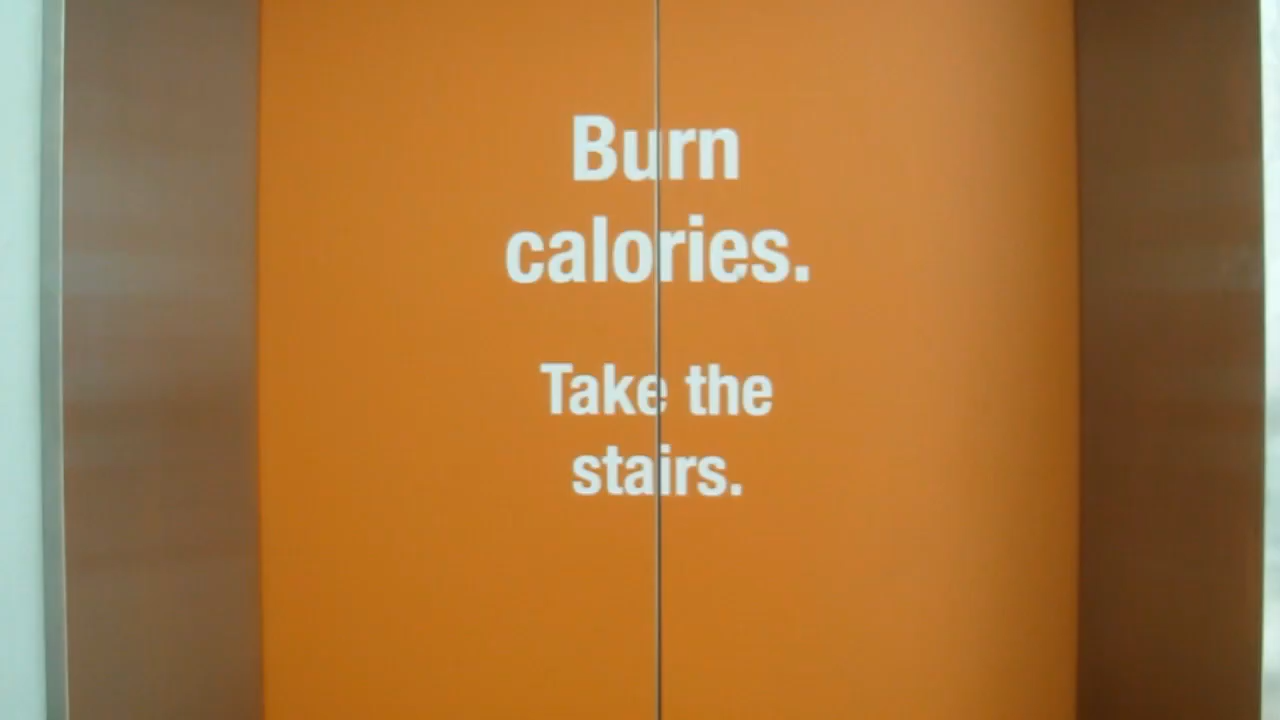 Burn
calories.
Take the
stairs.